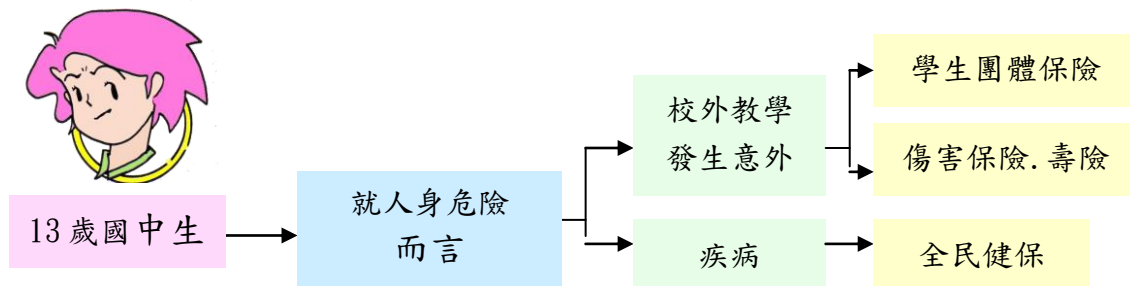 13歲國中生
就人身危險
而言
校外教學
發生意外
疾病
學生團體保險
傷害保險.壽險
全民健保